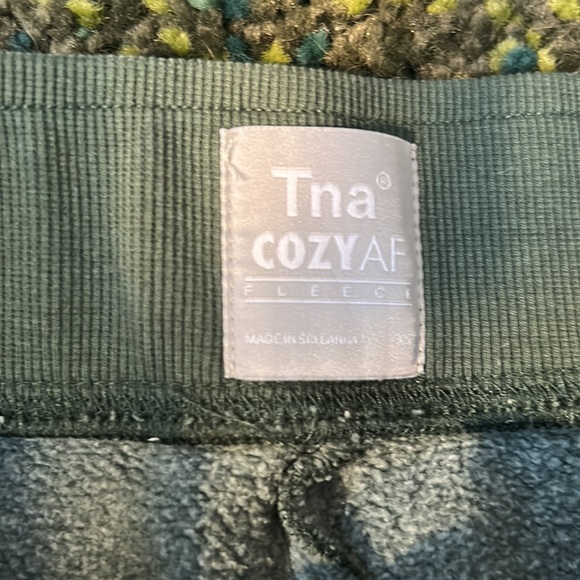 Tna®
COZYAF
FLEECE
MADE IN SRI LANKA